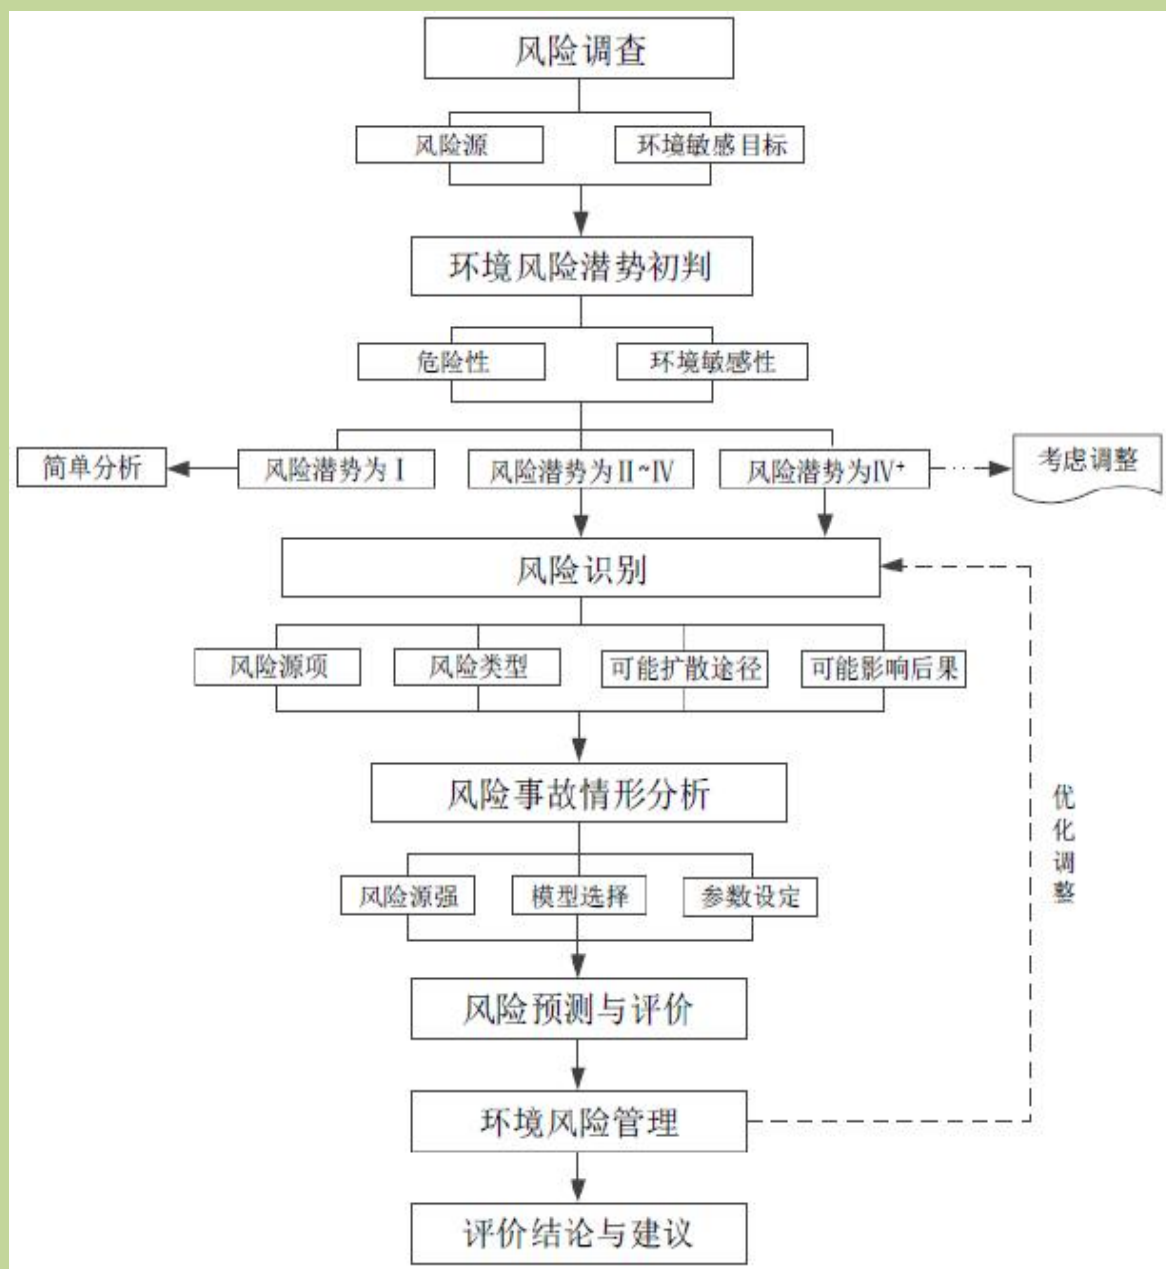 风险调查
风险源
环境敏感目标
环境风险潜势初判
危险性
环境敏感性
简单分析
风险潜势为Ⅰ
风险潜势为Ⅱ~Ⅳ
风险潜势为Ⅳ⁺
考虑调整
风险识别
风险源项
风险类型
可能扩散途径
可能影响后果
风险事故情形分析
优化调整
风险源强
模型选择
参数设定
风险预测与评价
环境风险管理
评价结论与建议